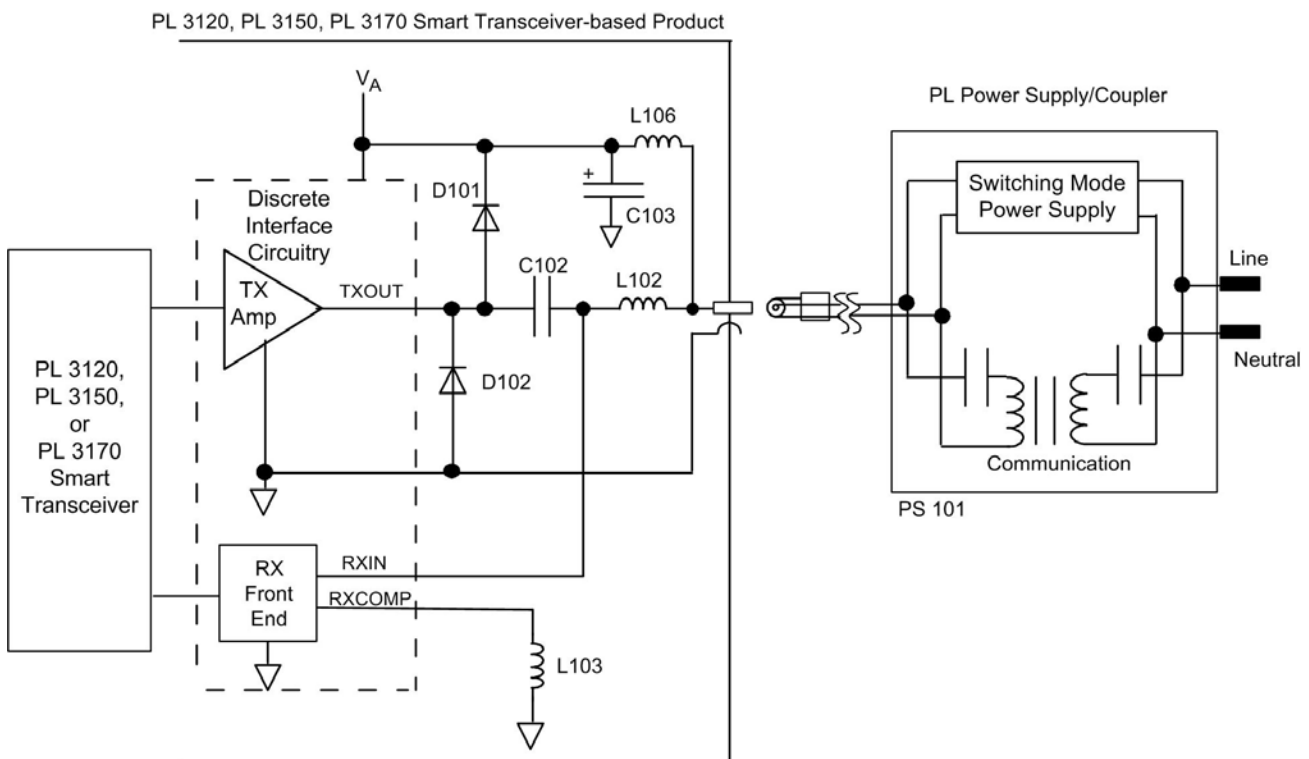 PL 3120, PL 3150, PL 3170 Smart Transceiver-based Product
VA
L106
PL Power Supply/Coupler
D101
+
C103
Discrete
Interface
Circuitry
Switching Mode
Power Supply
TX
Amp
TXOUT
C102
L102
Line
PL 3120,
PL 3150,
or
PL 3170
Smart
Transceiver
D102
Neutral
Communication
PS 101
RX
Front
End
RXIN
RXCOMP
L103